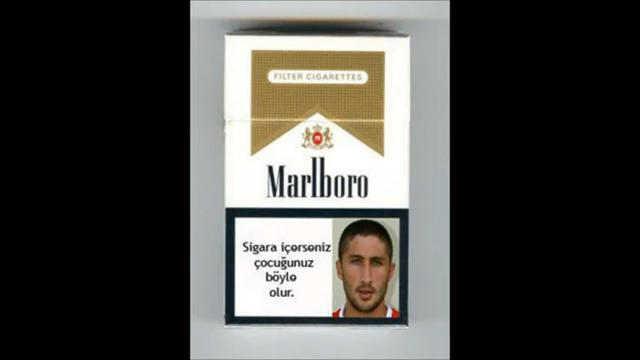 FILTER CIGARETTES
Marlboro
Sigara içerseniz
çocuğunuz
böyle
olur.